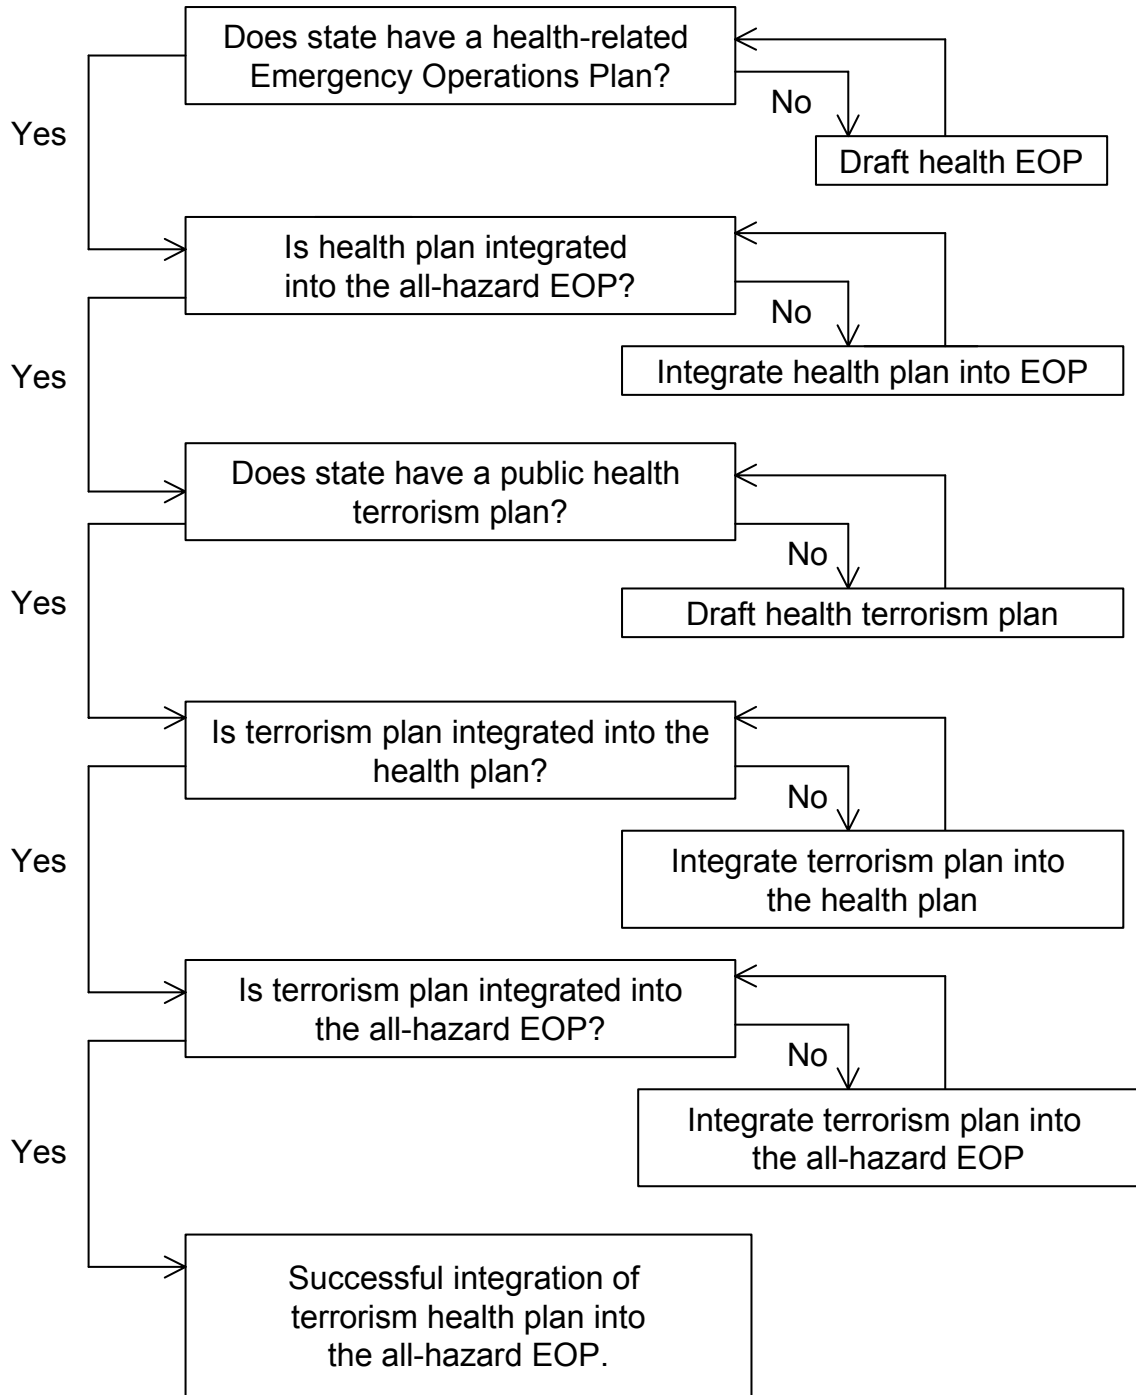 Does state have a health-related
Emergency Operations Plan?
No
Yes
Draft health EOP
Is health plan integrated
into the all-hazard EOP?
No
Integrate health plan into EOP
Yes
Does state have a public health
terrorism plan?
No
Yes
Draft health terrorism plan
Is terrorism plan integrated into the
health plan?
No
Yes
Integrate terrorism plan into
the health plan
Is terrorism plan integrated into
the all-hazard EOP?
No
Integrate terrorism plan into
the all-hazard EOP
Yes
Successful integration of
terrorism health plan into
the all-hazard EOP.